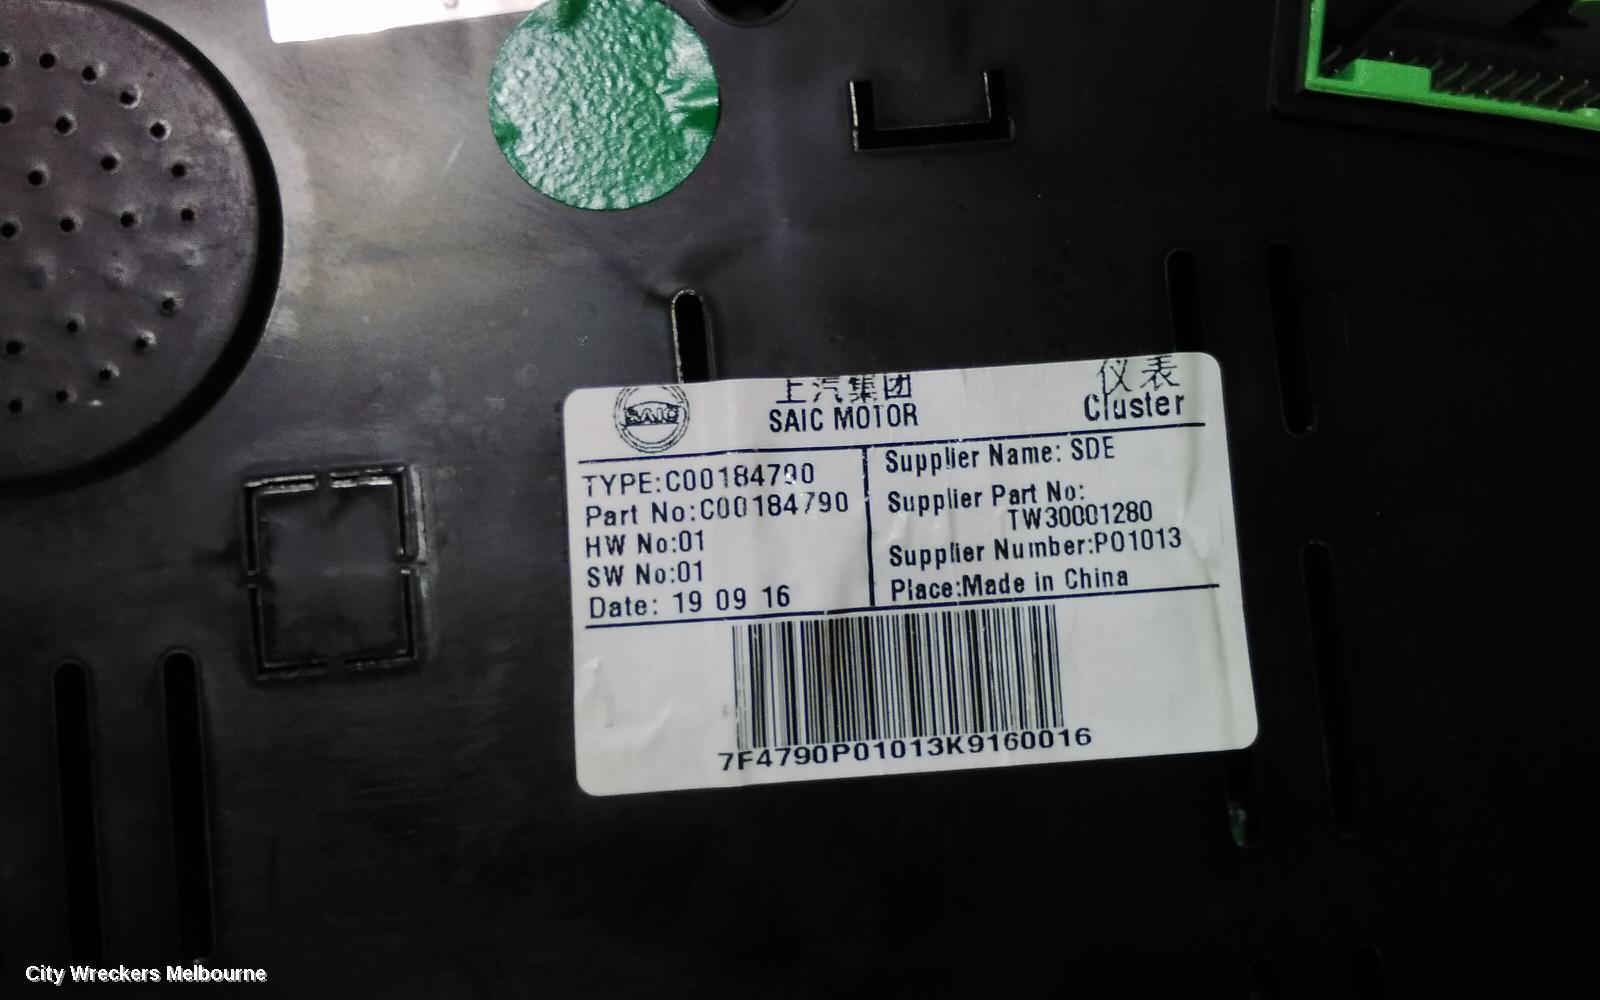 上汽集团
仪表
SAIC
SAIC MOTOR
Cluster
TYPE:C00184790
Part No:C00184790
HW No:01
SW No:01
Date: 19 09 16
Supplier Name: SDE
Supplier Part No:
TW30001280
Supplier Number:P01013
Place:Made in China
7F4790P01013K9160016
City Wreckers Melbourne